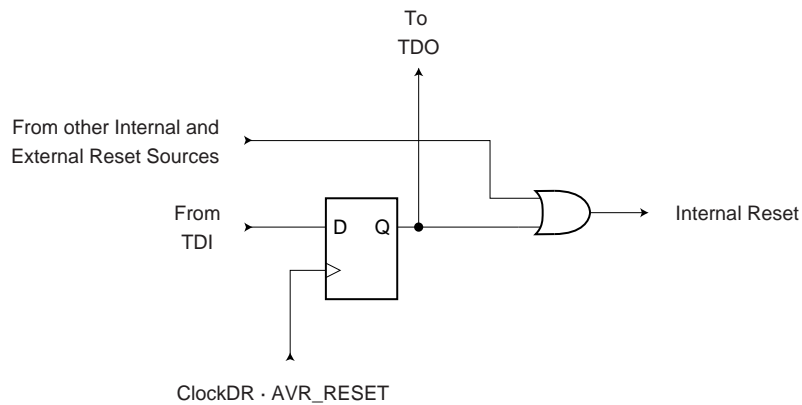 To
TDO
From other Internal and
External Reset Sources
From
TDI
D Q
Internal Reset
ClockDR · AVR_RESET